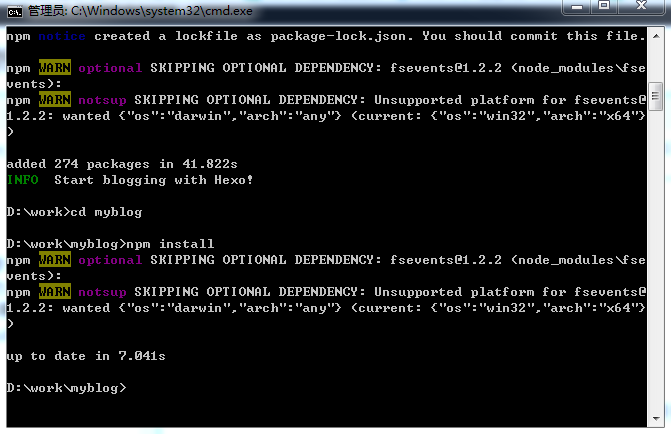 管理员: C:\Windows\system32\cmd.exe
npm notice created a lockfile as package-lock.json. You should commit this file.
npm WARN optional SKIPPING OPTIONAL DEPENDENCY: fsevents@1.2.2 (node_modules\fse
vents):
npm WARN notsup SKIPPING OPTIONAL DEPENDENCY: Unsupported platform for fsevents@
1.2.2: wanted {"os":"darwin","arch":"any"} (current: {"os":"win32","arch":"x64"}
)
added 274 packages in 41.822s
INFO  Start blogging with Hexo!
D:\work>cd myblog
D:\work\myblog>npm install
npm WARN optional SKIPPING OPTIONAL DEPENDENCY: fsevents@1.2.2 (node_modules\fse
vents):
npm WARN notsup SKIPPING OPTIONAL DEPENDENCY: Unsupported platform for fsevents@
1.2.2: wanted {"os":"darwin","arch":"any"} (current: {"os":"win32","arch":"x64"}
)
up to date in 7.041s
D:\work\myblog>